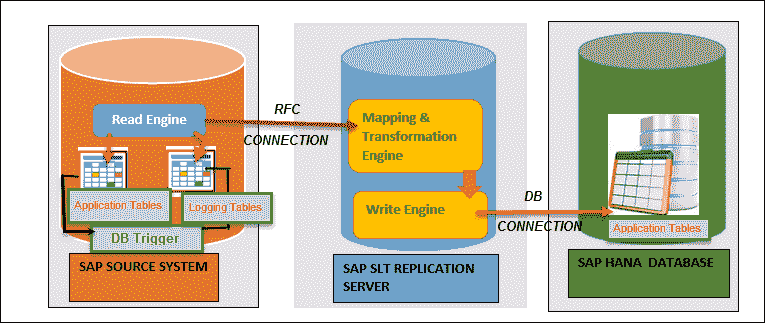 Read Engine
Application Tables
Logging Tables
DB Trigger
SAP SOURCE SYSTEM
RFC
CONNECTION
Mapping &
Transformation
Engine
Write Engine
SAP SLT REPLICATION
SERVER
DB
CONNECTION
Application Tables
SAP HANA  DATABASE